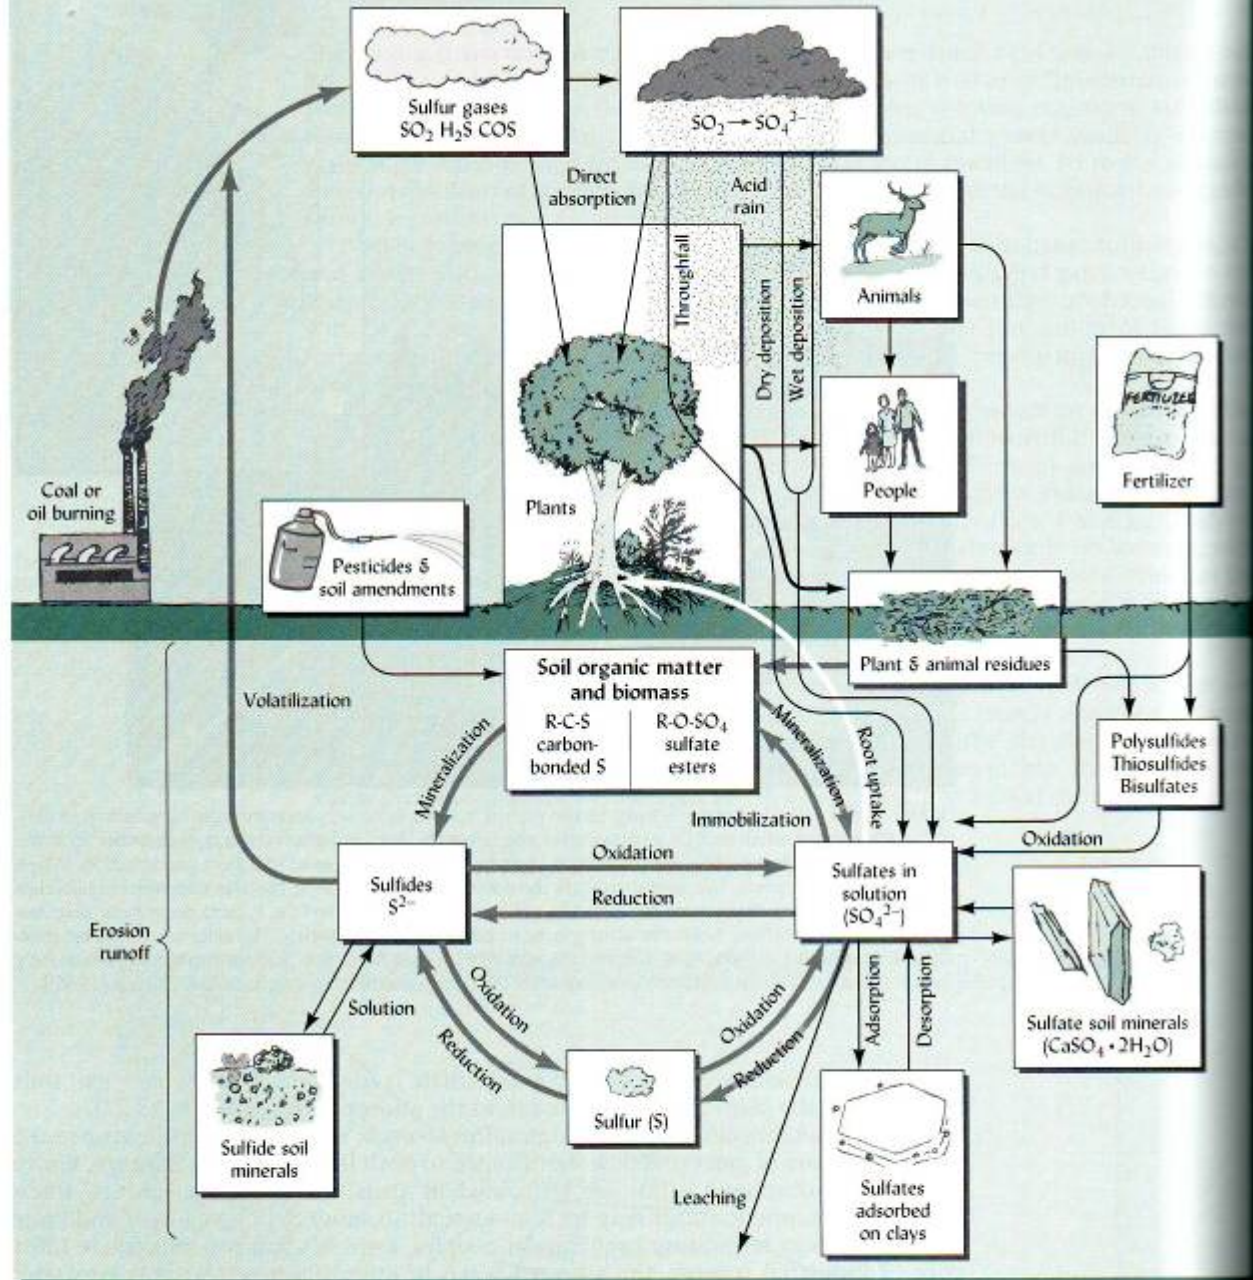 Sulfur gases
SO₂ H₂S COS
SO₂ → SO₄²⁻
Direct
absorption
Acid
rain
Throughfall
Dry deposition
Wet deposition
Animals
People
FERTILIZER
Fertilizer
Coal or
oil burning
Plants
Pesticides &
soil amendments
Plant & animal residues
Soil organic matter
and biomass
R-C-S
carbon-
bonded S
R-O-SO₄
sulfate
esters
Volatilization
Mineralization
Mineralization
Immobilization
Root uptake
Polysulfides
Thiosulfides
Bisulfates
Oxidation
Oxidation
Reduction
Sulfides
S²⁻
Sulfates in
solution
(SO₄²⁻)
Erosion
runoff
Solution
Oxidation
Reduction
Oxidation
Reduction
Adsorption
Desorption
Sulfate soil minerals
(CaSO₄ • 2H₂O)
Sulfur (S)
Sulfide soil
minerals
Leaching
Sulfates
adsorbed
on clays